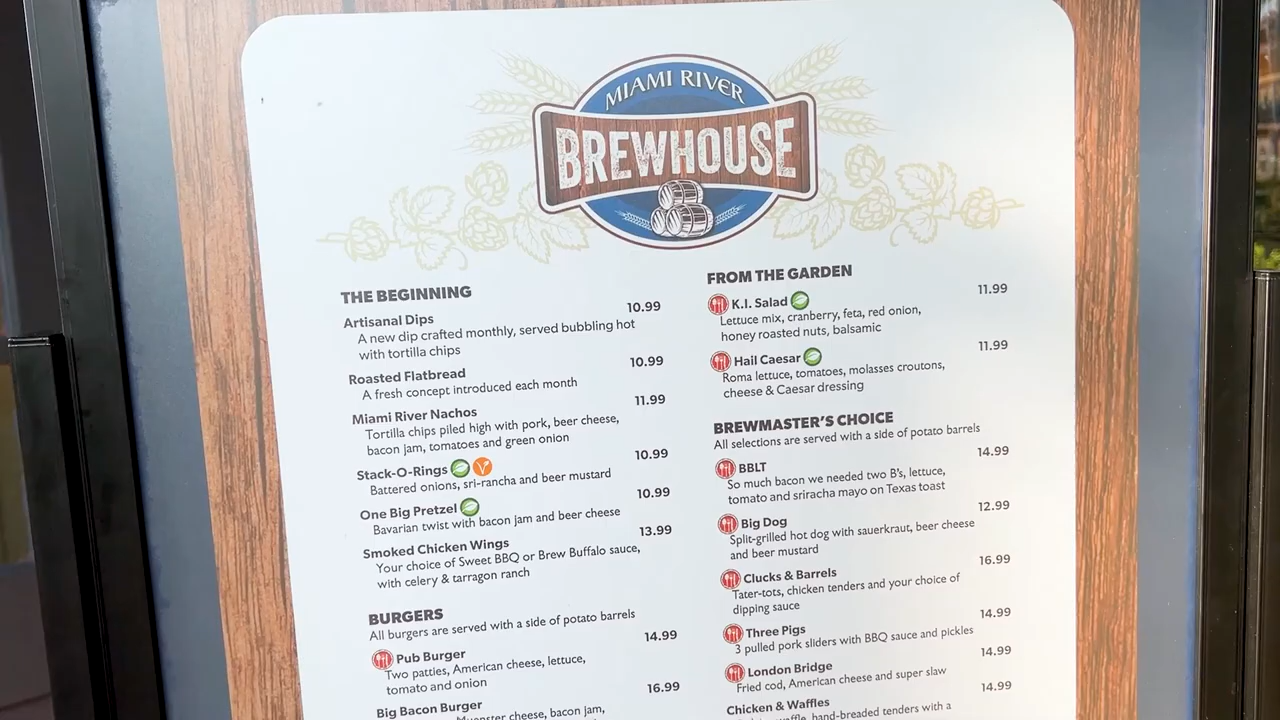 MIAMI RIVER
BREWHOUSE
THE BEGINNING
Artisanal Dips 10.99
A new dip crafted monthly, served bubbling hot
with tortilla chips
Roasted Flatbread 10.99
A fresh concept introduced each month
Miami River Nachos 11.99
Tortilla chips piled high with pork, beer cheese,
bacon jam, tomatoes and green onion
Stack-O-Rings 10.99
Battered onions, sri-rancha and beer mustard
One Big Pretzel 10.99
Bavarian twist with bacon jam and beer cheese
Smoked Chicken Wings 13.99
Your choice of Sweet BBQ or Brew Buffalo sauce,
with celery & tarragon ranch
BURGERS
All burgers are served with a side of potato barrels
Pub Burger 14.99
Two patties, American cheese, lettuce,
tomato and onion
Big Bacon Burger 16.99
Muenster cheese, bacon jam,
FROM THE GARDEN
K.I. Salad 11.99
Lettuce mix, cranberry, feta, red onion,
honey roasted nuts, balsamic
Hail Caesar 11.99
Roma lettuce, tomatoes, molasses croutons,
cheese & Caesar dressing
BREWMASTER'S CHOICE
All selections are served with a side of potato barrels
BBLT 14.99
So much bacon we needed two B's, lettuce,
tomato and sriracha mayo on Texas toast
Big Dog 12.99
Split-grilled hot dog with sauerkraut, beer cheese
and beer mustard
Clucks & Barrels 16.99
Tater-tots, chicken tenders and your choice of
dipping sauce
Three Pigs 14.99
3 pulled pork sliders with BBQ sauce and pickles
London Bridge 14.99
Fried cod, American cheese and super slaw
Chicken & Waffles 14.99
waffle, hand-breaded tenders with a